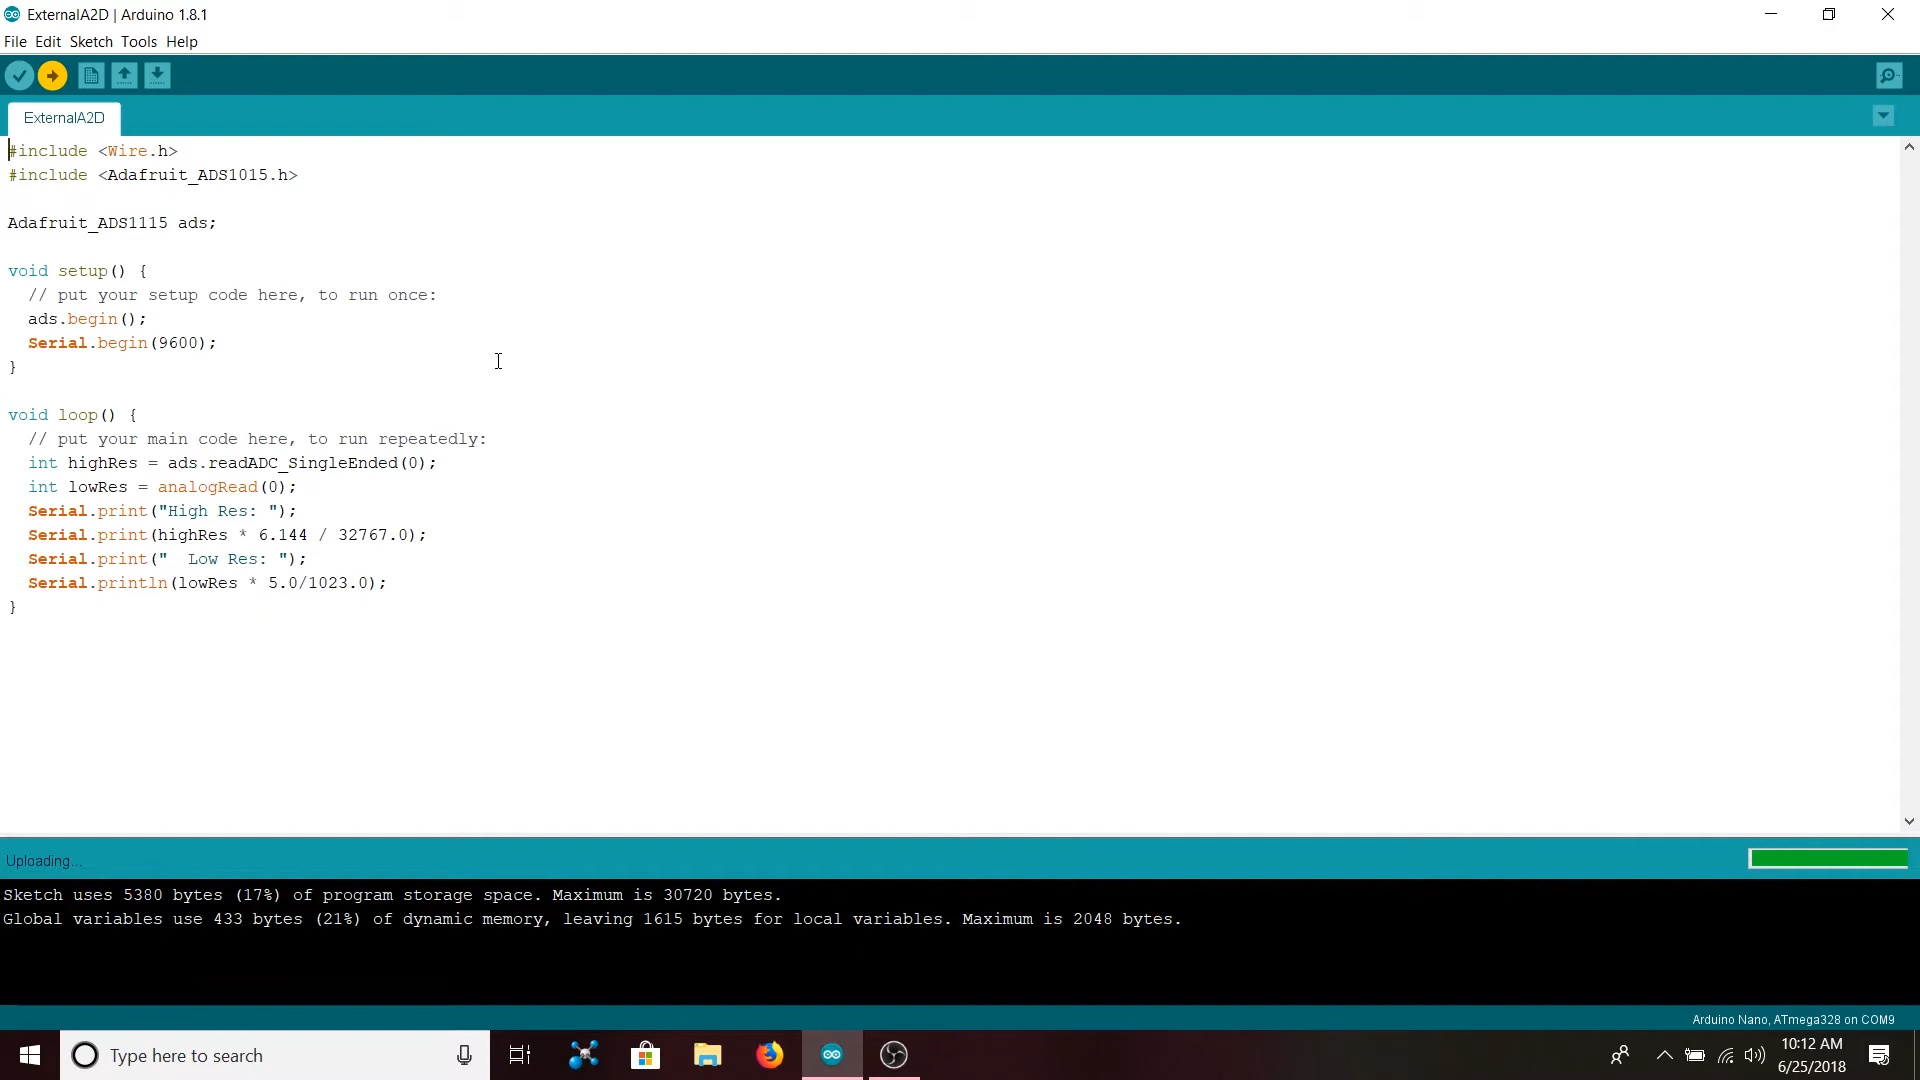 ExternalA2D | Arduino 1.8.1
File Edit Sketch Tools Help
ExternalA2D
#include <Wire.h>
#include <Adafruit_ADS1015.h>
Adafruit_ADS1115 ads;
void setup() {
// put your setup code here, to run once:
ads.begin();
Serial.begin(9600);
}
void loop() {
// put your main code here, to run repeatedly:
int highRes = ads.readADC_SingleEnded(0);
int lowRes = analogRead(0);
Serial.print("High Res: ");
Serial.print(highRes * 6.144 / 32767.0);
Serial.print("  Low Res: ");
Serial.println(lowRes * 5.0/1023.0);
}
Uploading...
Sketch uses 5380 bytes (17%) of program storage space. Maximum is 30720 bytes.
Global variables use 433 bytes (21%) of dynamic memory, leaving 1615 bytes for local variables. Maximum is 2048 bytes.
Arduino Nano, ATmega328 on COM9
Type here to search
10:12 AM
6/25/2018